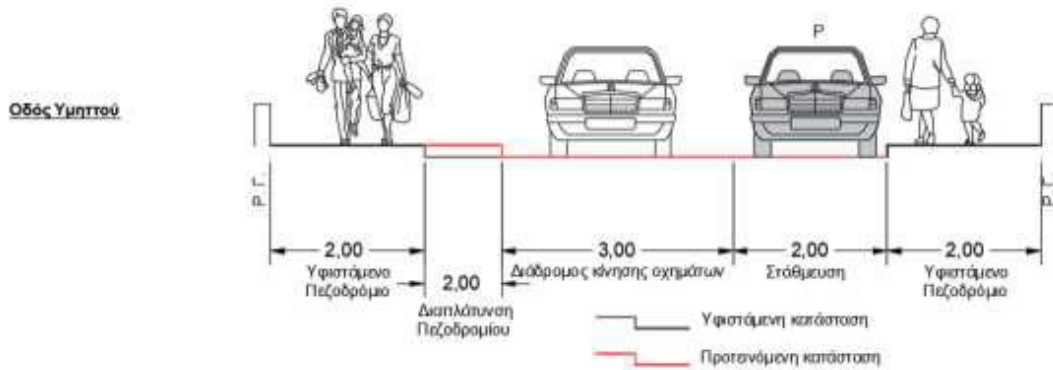 P
Οδός Υμηττού
Ρ. Γ.
Ρ. Γ.
2,00
3,00
2,00
2,00
Υφιστάμενο
Πεζοδρόμιο
2,00
Διάδρομος κίνησης οχημάτων
Στάθμευση
Υφιστάμενο
Πεζοδρόμιο
Διαπλάτυνση
Πεζοδρομίου
Υφιστάμενη κατάσταση
Προτεινόμενη κατάσταση